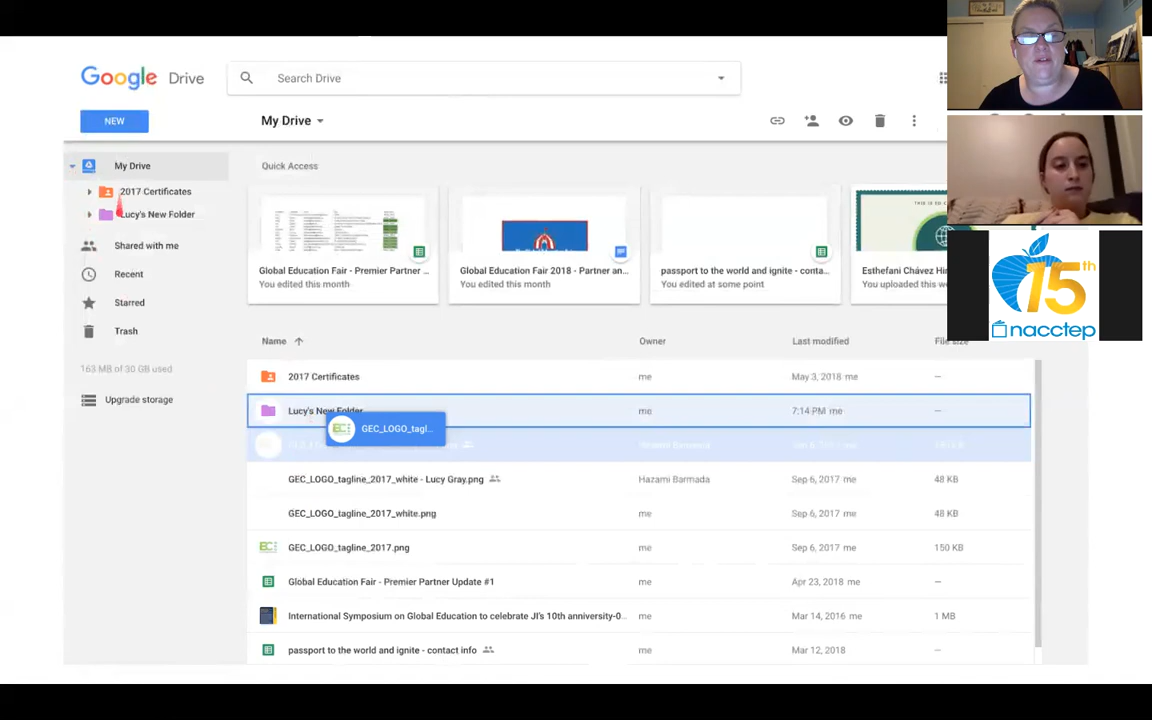 Google Drive
Search Drive
NEW
My Drive
My Drive
2017 Certificates
Lucy's New Folder
Shared with me
Recent
Starred
Trash
163 MB of 30 GB used
Upgrade storage
Quick Access
Global Education Fair - Premier Partner ...
You edited this month
Global Education Fair 2018 - Partner an...
You edited this month
passport to the world and ignite - conta...
You edited at some point
THIS IS
Esthefani Chávez Hi
You uploaded this w
Name Owner Last modified File size
2017 Certificates me May 3, 2018 me –
Lucy's New Folder me 7:14 PM me –
GEC_LOGO_tagl...
GEC_LOGO_tagline_2017_white - Lucy Gray.png Hazami Barmada Sep 6, 2017 me 48 KB
GEC_LOGO_tagline_2017_white.png me Sep 6, 2017 me 48 KB
GEC_LOGO_tagline_2017.png me Sep 6, 2017 me 150 KB
Global Education Fair - Premier Partner Update #1 me Apr 23, 2018 me –
International Symposium on Global Education to celebrate JI's 10th anniversary-0... me Mar 14, 2016 me 1 MB
passport to the world and ignite - contact info me Mar 12, 2018 –
15th
nacctep